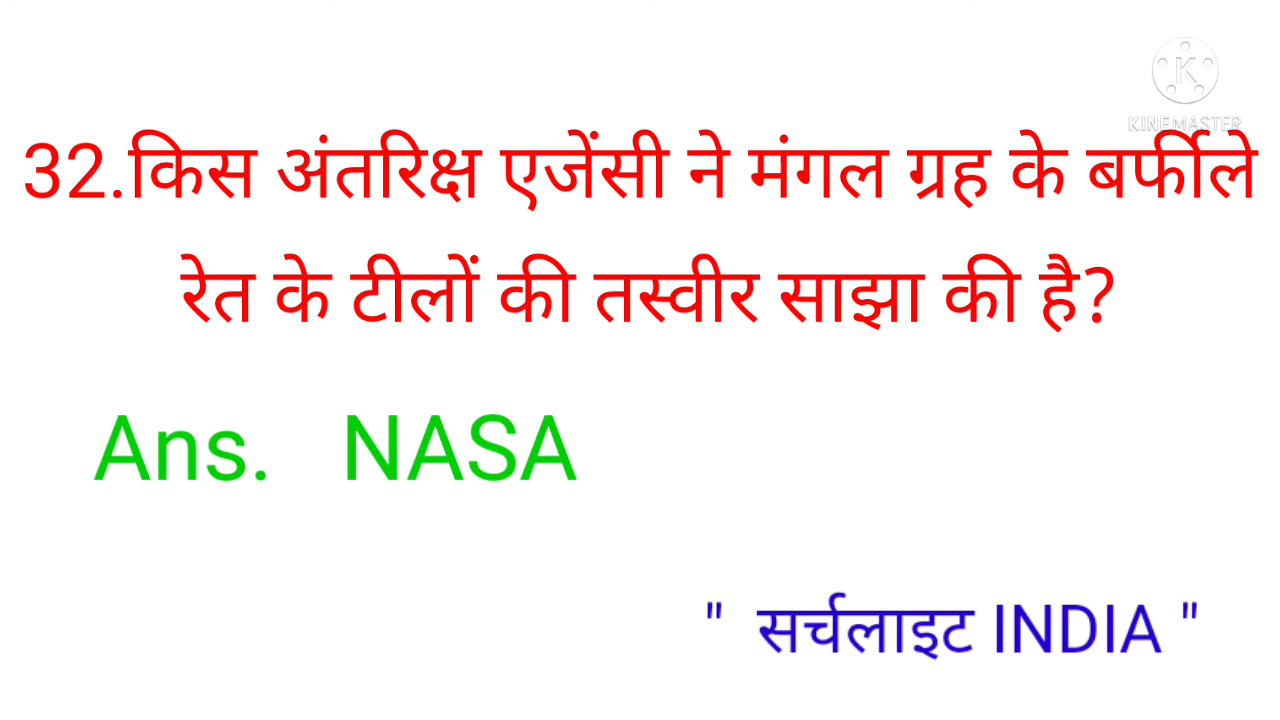 KINEMASTER
32.किस अंतरिक्ष एजेंसी ने मंगल ग्रह के बर्फीले
रेत के टीलों की तस्वीर साझा की है?
Ans. NASA
" सर्चलाइट INDIA "